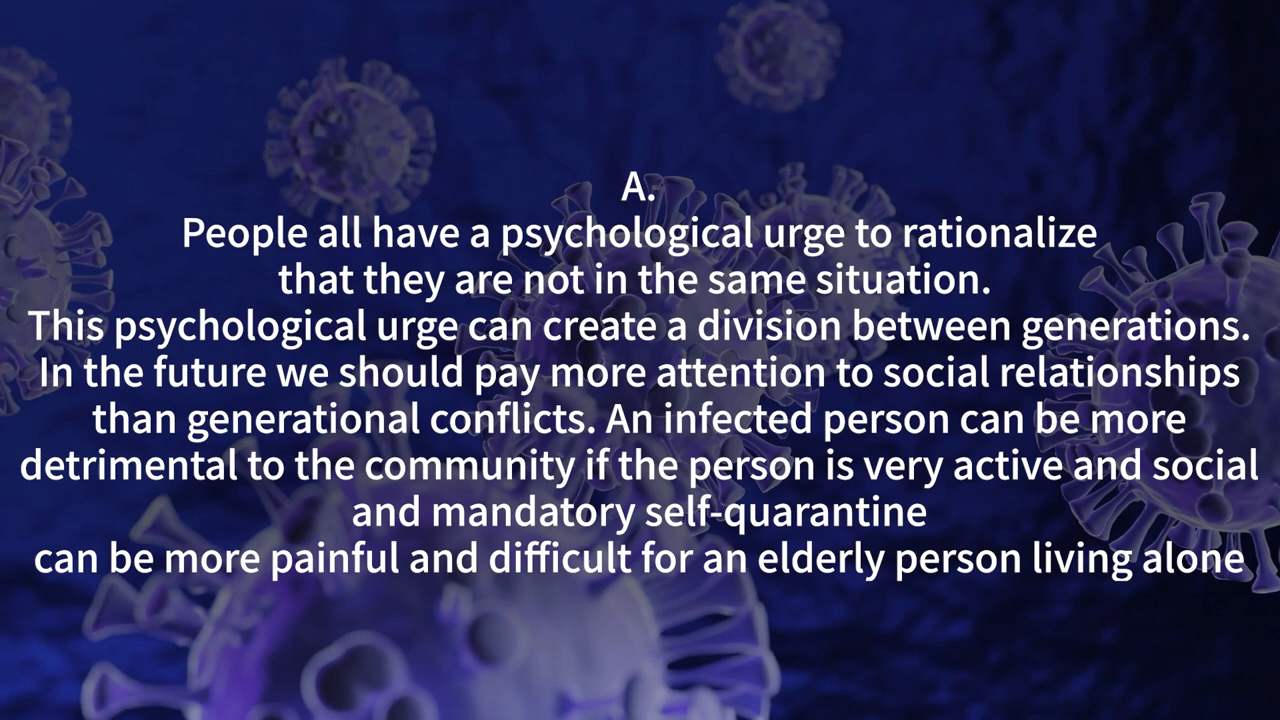 A.
People all have a psychological urge to rationalize
that they are not in the same situation.
This psychological urge can create a division between generations.
In the future we should pay more attention to social relationships
than generational conflicts. An infected person can be more
detrimental to the community if the person is very active and social
and mandatory self-quarantine
can be more painful and difficult for an elderly person living alone